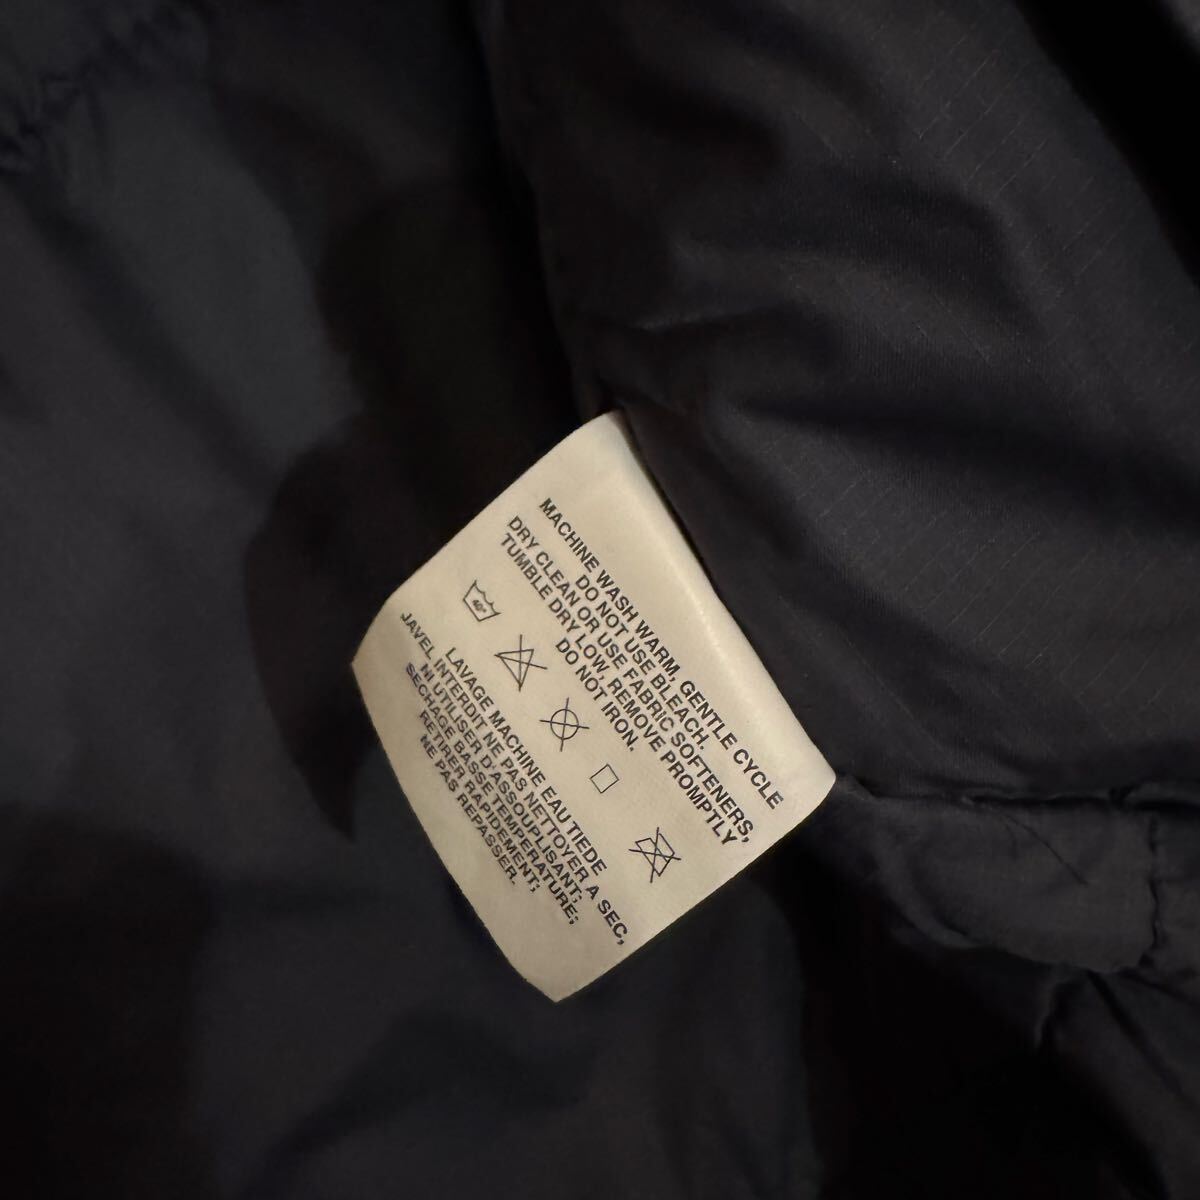 MACHINE WASH WARM, GENTLE CYCLE
DO NOT USE BLEACH.
DRY CLEAN OR USE FABRIC SOFTENERS,
TUMBLE DRY LOW, REMOVE PROMPTLY
DO NOT IRON.
40°
LAVAGE MACHINE EAU TIEDE
JAVEL INTERDIT NE PAS NETTOYER A SEC,
NI UTILISER D'ASSOUPLISANT;
SECHAGE BASSE TEMPERATURE;
RETIRER RAPIDEMENT;
NE PAS REPASSER.